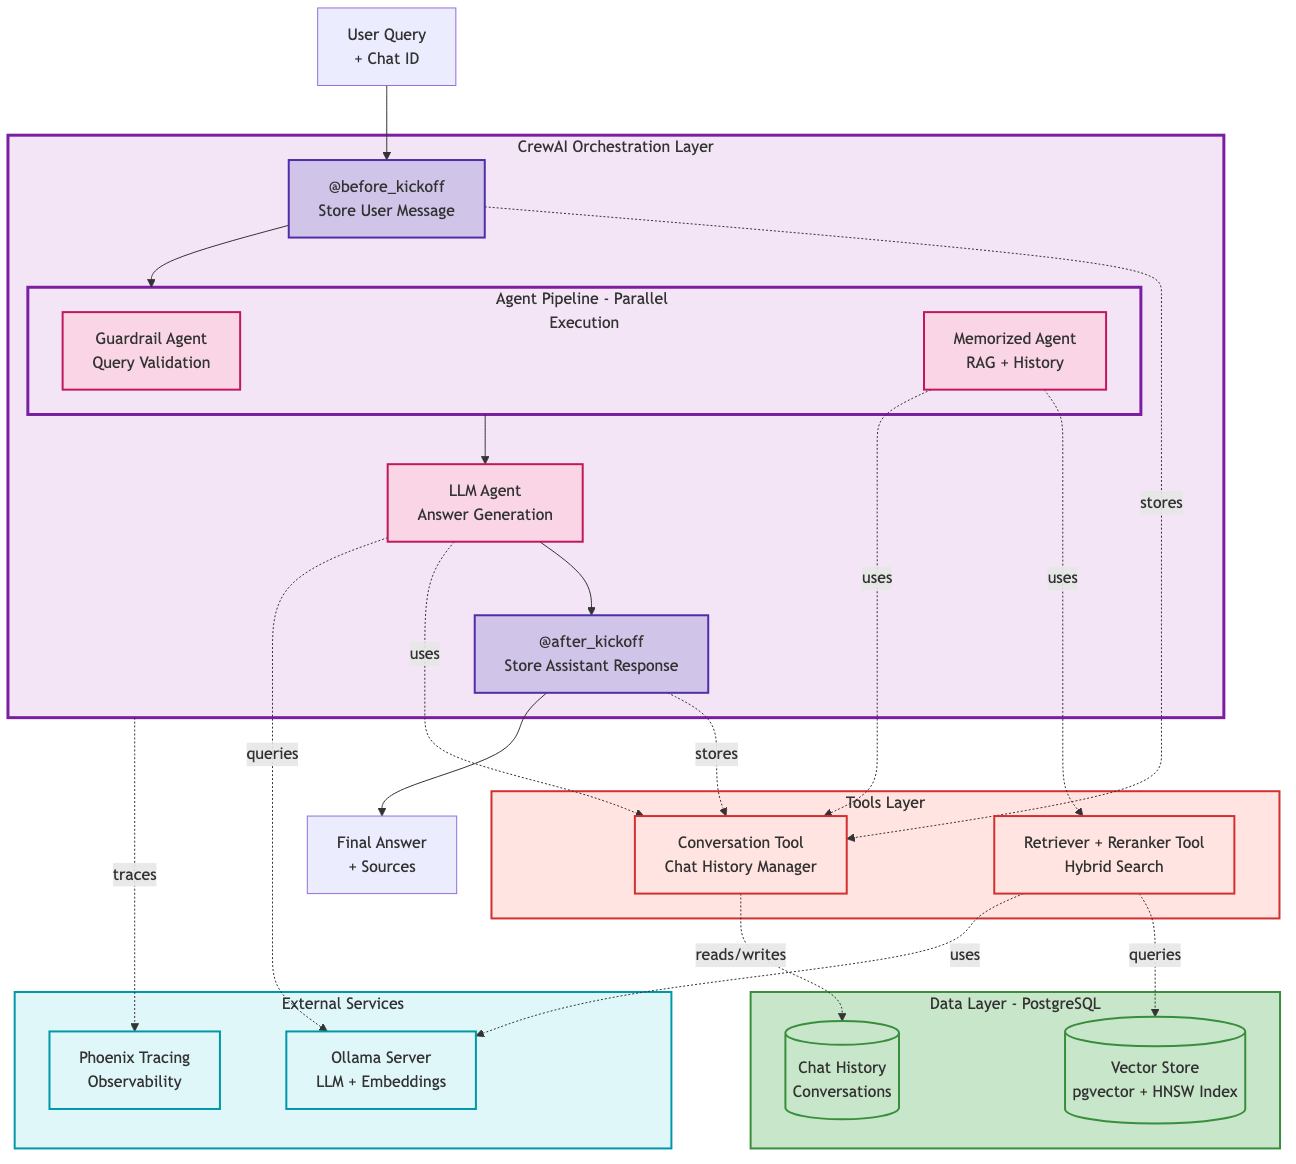 User Query
+ Chat ID
CrewAI Orchestration Layer
@before_kickoff
Store User Message
Agent Pipeline - Parallel
Execution
Guardrail Agent
Query Validation
Memorized Agent
RAG + History
LLM Agent
Answer Generation
stores
uses
uses
@after_kickoff
Store Assistant Response
uses
queries
stores
Tools Layer
Final Answer
+ Sources
Conversation Tool
Chat History Manager
Retriever + Reranker Tool
Hybrid Search
traces
reads/writes
uses
queries
External Services
Phoenix Tracing
Observability
Ollama Server
LLM + Embeddings
Data Layer - PostgreSQL
Chat History
Conversations
Vector Store
pgvector + HNSW Index